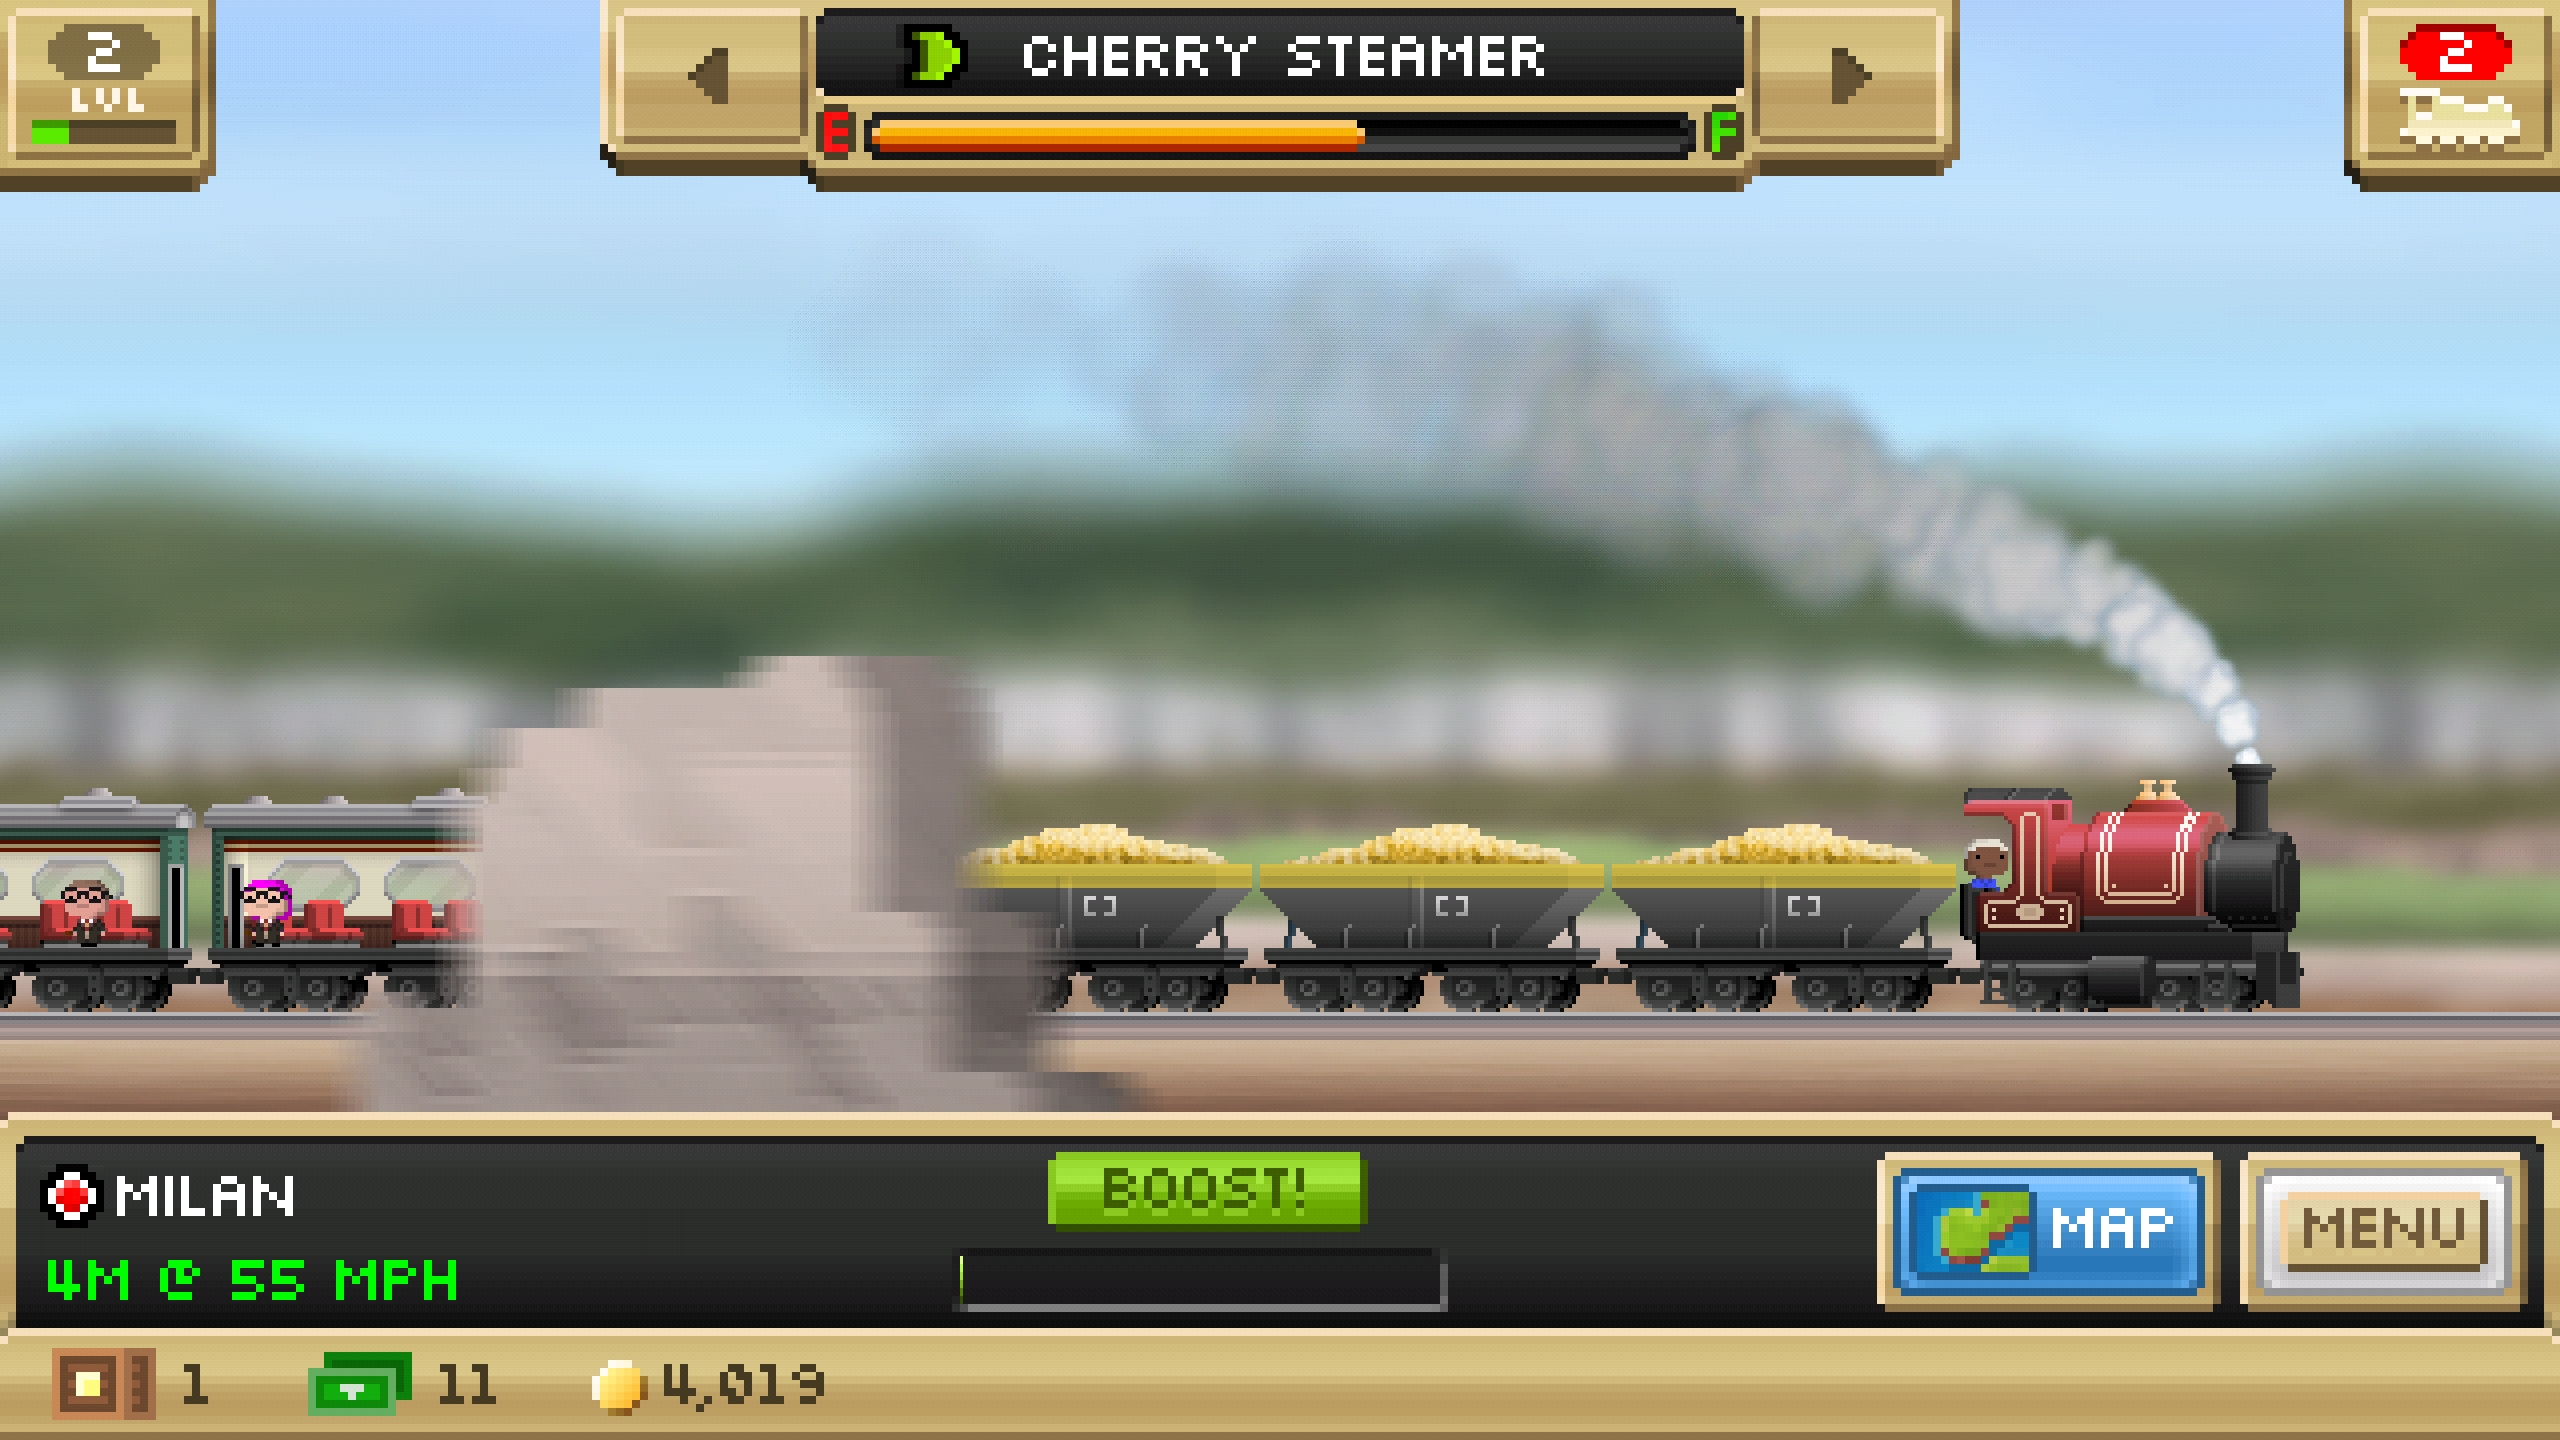 2
LVL
CHERRY STEAMER
E F
2
MILAN
4M @ 55 MPH
BOOST!
MAP
MENU
1
11
4,019